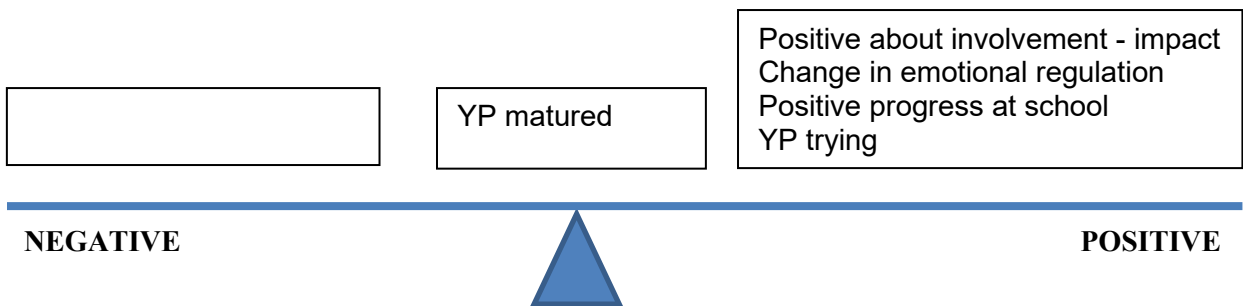 YP matured
Positive about involvement - impact
Change in emotional regulation
Positive progress at school
YP trying
NEGATIVE
POSITIVE